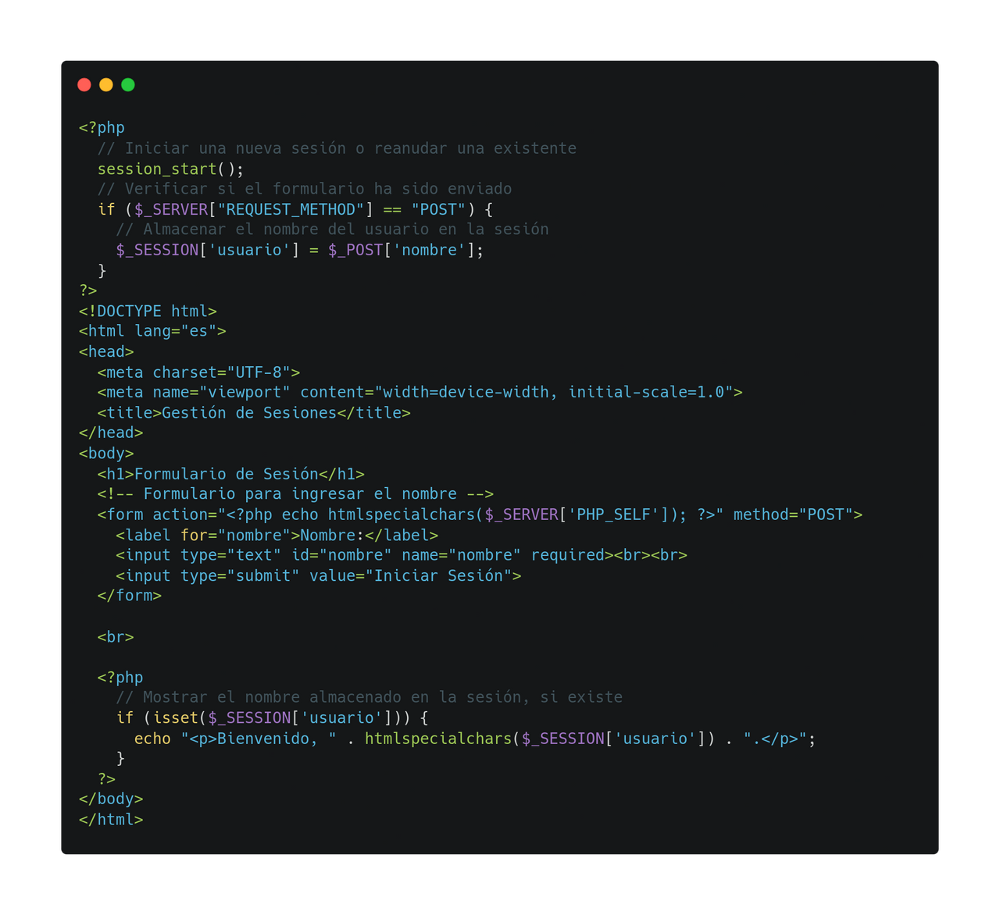 <?php
  // Iniciar una nueva sesión o reanudar una existente
  session_start();
  // Verificar si el formulario ha sido enviado
  if ($_SERVER["REQUEST_METHOD"] == "POST") {
    // Almacenar el nombre del usuario en la sesión
    $_SESSION['usuario'] = $_POST['nombre'];
  }
?>
<!DOCTYPE html>
<html lang="es">
<head>
  <meta charset="UTF-8">
  <meta name="viewport" content="width=device-width, initial-scale=1.0">
  <title>Gestión de Sesiones</title>
</head>
<body>
  <h1>Formulario de Sesión</h1>
  <!-- Formulario para ingresar el nombre -->
  <form action="<?php echo htmlspecialchars($_SERVER['PHP_SELF']); ?>" method="POST">
    <label for="nombre">Nombre:</label>
    <input type="text" id="nombre" name="nombre" required><br><br>
    <input type="submit" value="Iniciar Sesión">
  </form>

  <br>

  <?php
    // Mostrar el nombre almacenado en la sesión, si existe
    if (isset($_SESSION['usuario'])) {
      echo "<p>Bienvenido, " . htmlspecialchars($_SESSION['usuario']) . ".</p>";
    }
  ?>
</body>
</html>